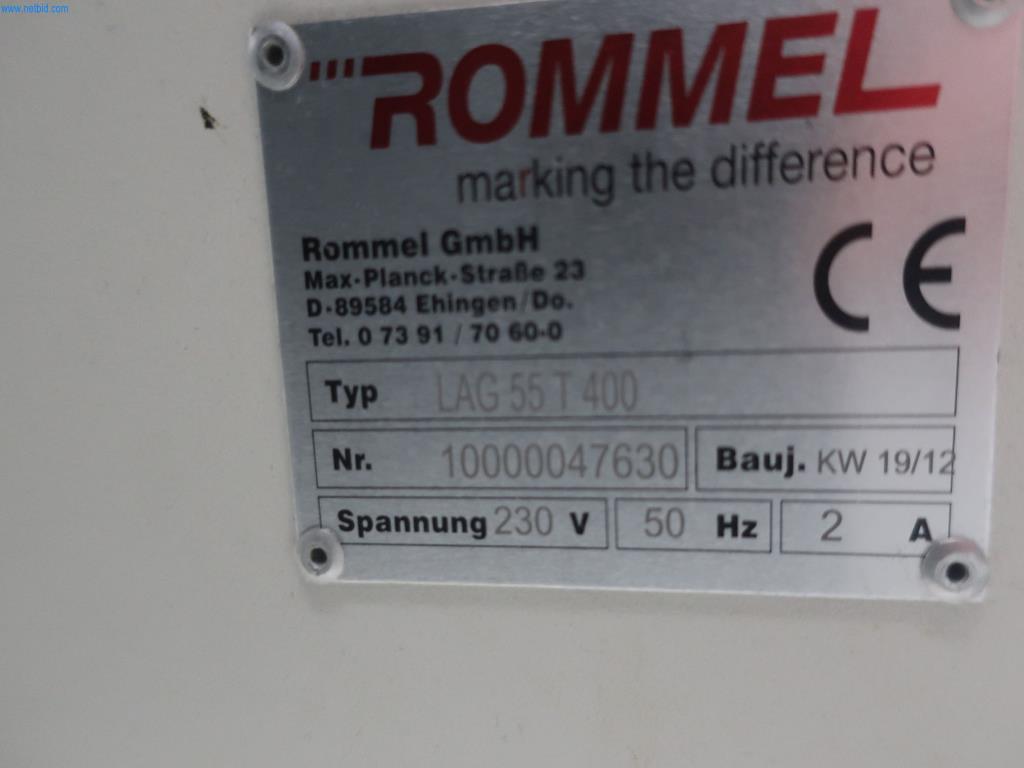 www.netbid.com
ROMMEL
marking the difference
Rommel GmbH
Max-Planck-Straße 23
D-89584 Ehingen/Do.
Tel. 0 73 91 / 70 60-0
CE
Typ LAG 55 T 400
Nr. 10000047630 Bauj. KW 19/12
Spannung 230 V 50 Hz 2 A